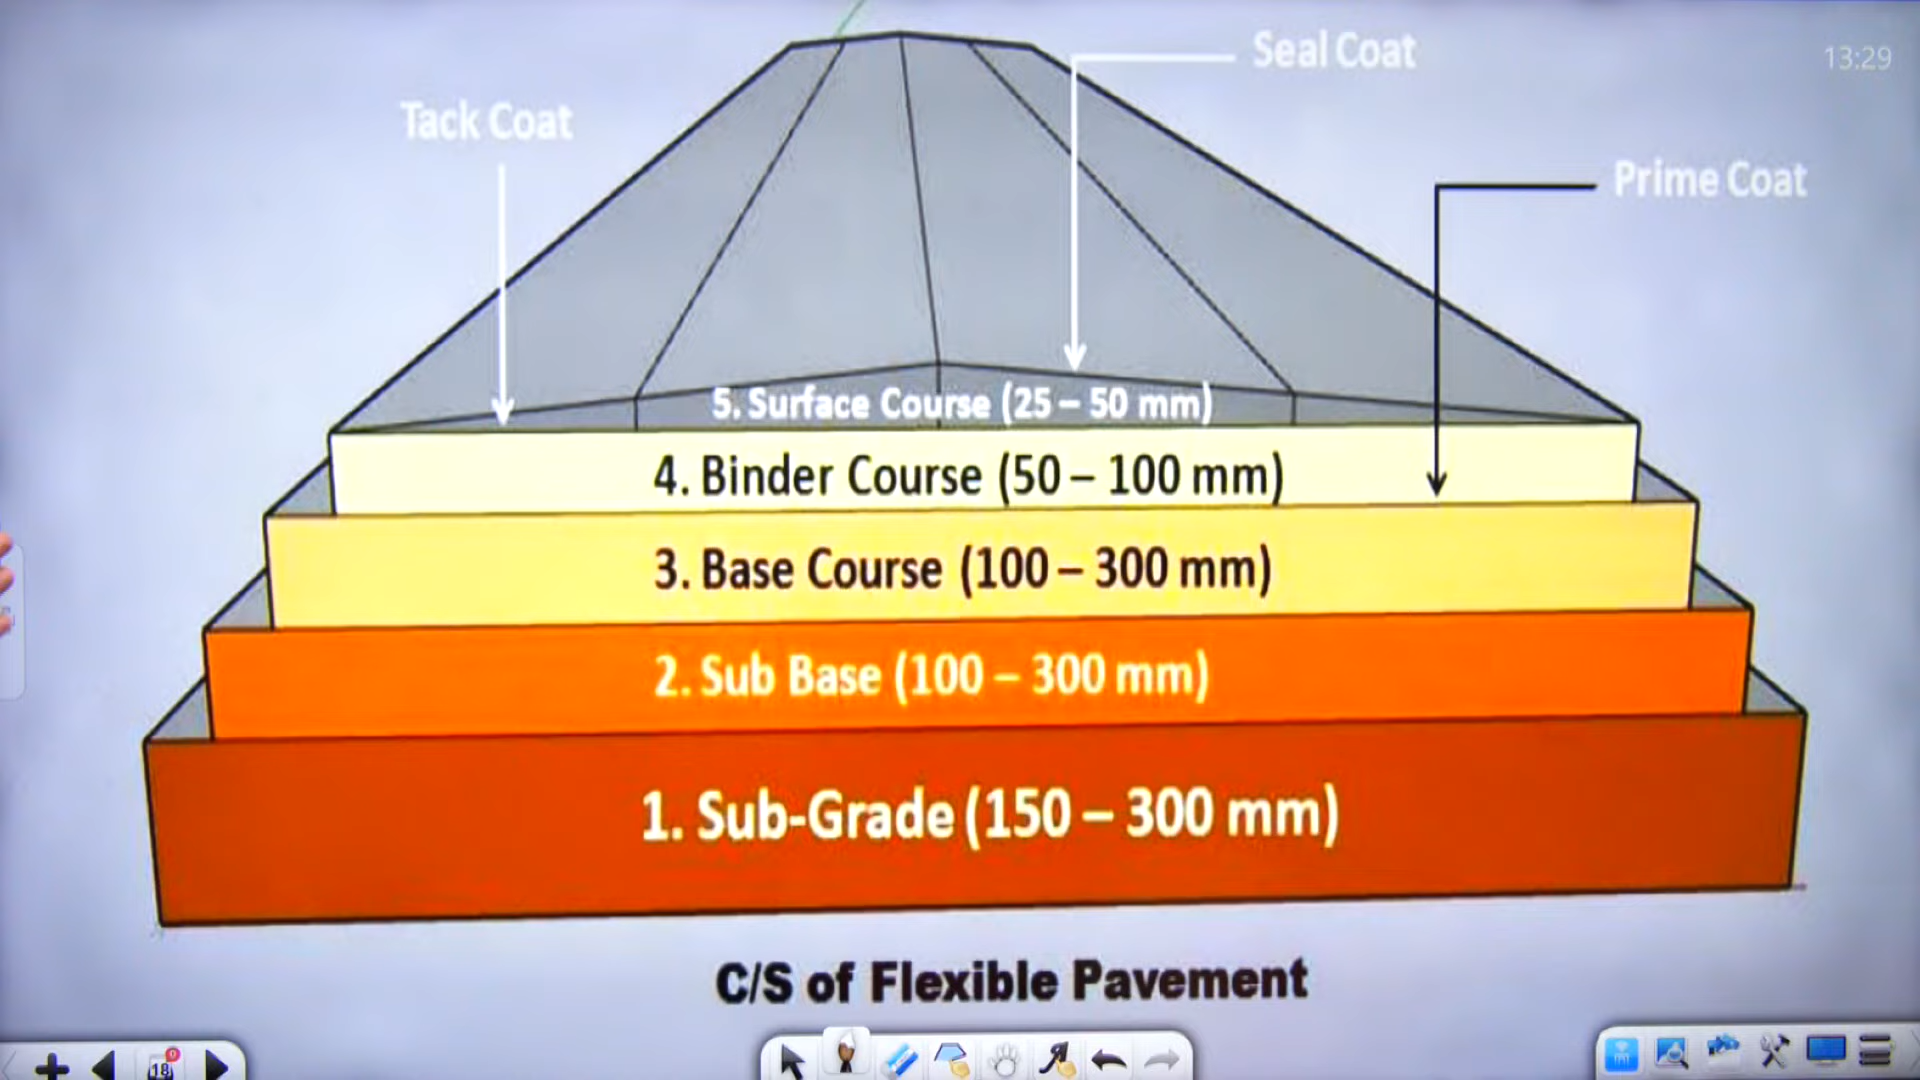 Seal Coat
13:29
Tack Coat
Prime Coat
5. Surface Course (25 – 50 mm)
4. Binder Course (50 – 100 mm)
3. Base Course (100 – 300 mm)
2. Sub Base (100 – 300 mm)
1. Sub-Grade (150 – 300 mm)
C/S of Flexible Pavement
18